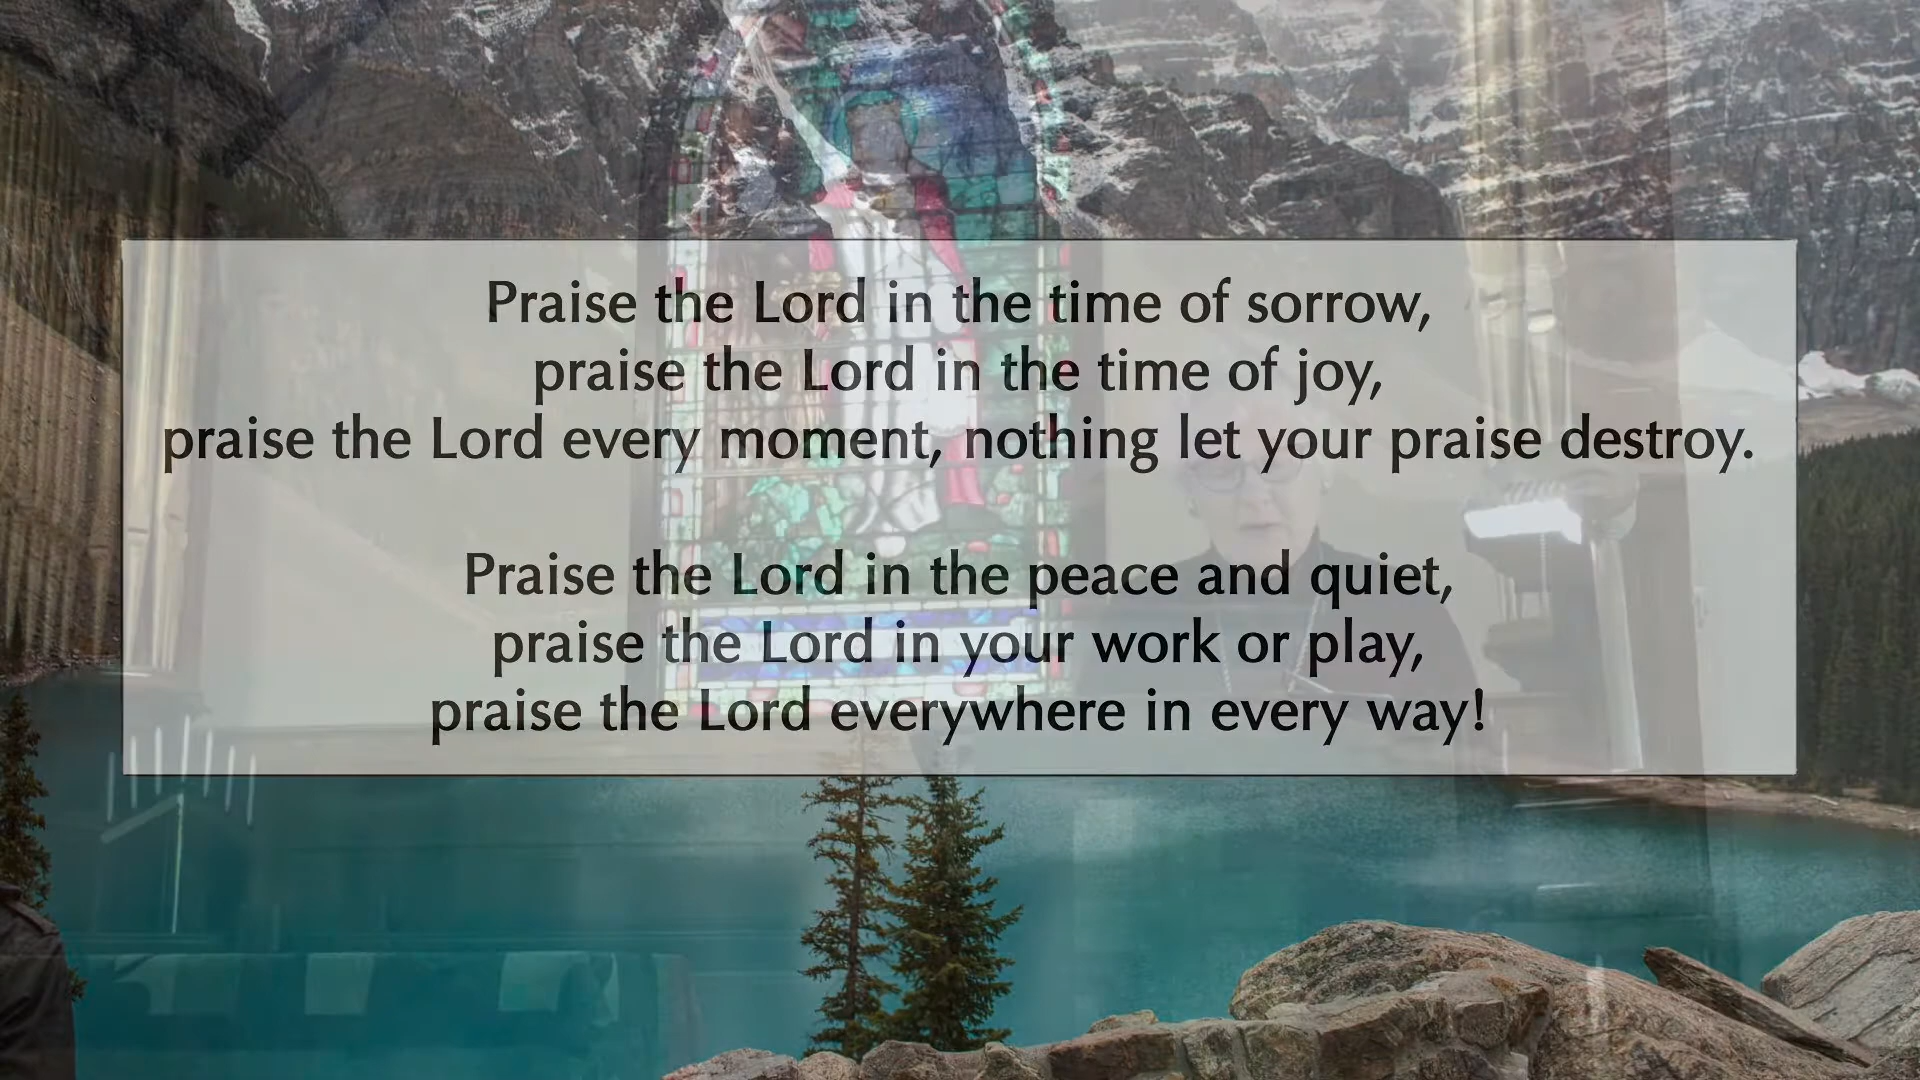 Praise the Lord in the time of sorrow,
praise the Lord in the time of joy,
praise the Lord every moment, nothing let your praise destroy.
Praise the Lord in the peace and quiet,
praise the Lord in your work or play,
praise the Lord everywhere in every way!